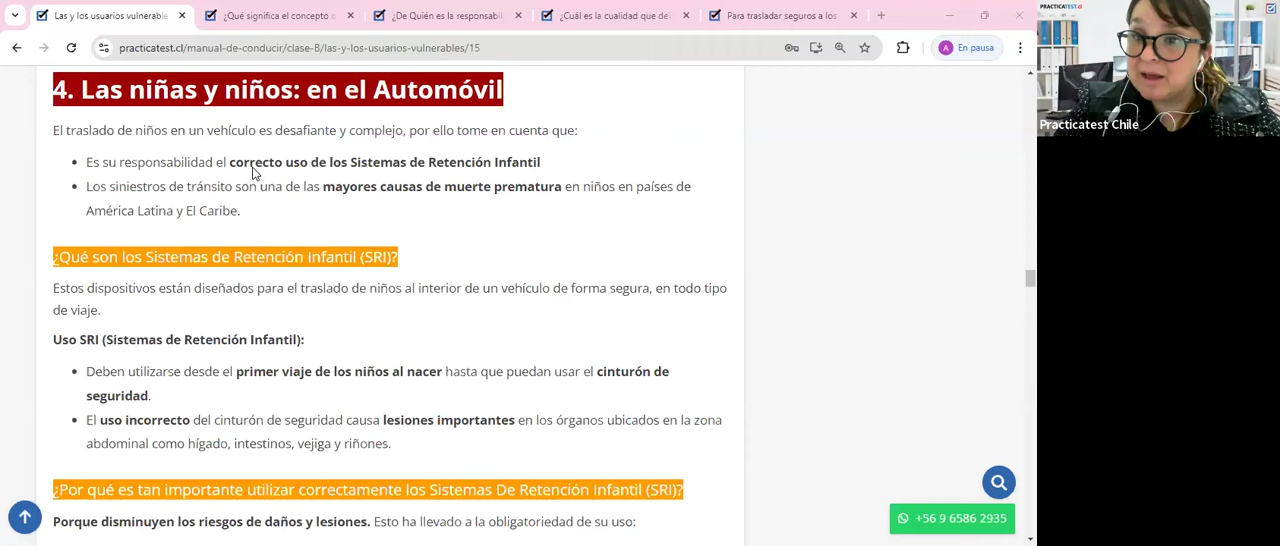 Las y los usuarios vulnerable
¿Qué significa el concepto o
¿De Quién es la responsabil
¿Cuál es la cualidad que del
Para trasladar seguros a los
practicatest.cl/manual-de-conducir/clase-B/las-y-los-usuarios-vulnerables/15
A En pausa
PRACTICATEST.CL
Practicatest Chile
4. Las niñas y niños: en el Automóvil
El traslado de niños en un vehículo es desafiante y complejo, por ello tome en cuenta que:
Es su responsabilidad el correcto uso de los Sistemas de Retención Infantil
Los siniestros de tránsito son una de las mayores causas de muerte prematura en niños en países de
América Latina y El Caribe.
¿Qué son los Sistemas de Retención Infantil (SRI)?
Estos dispositivos están diseñados para el traslado de niños al interior de un vehículo de forma segura, en todo tipo
de viaje.
Uso SRI (Sistemas de Retención Infantil):
Deben utilizarse desde el primer viaje de los niños al nacer hasta que puedan usar el cinturón de
seguridad.
El uso incorrecto del cinturón de seguridad causa lesiones importantes en los órganos ubicados en la zona
abdominal como hígado, intestinos, vejiga y riñones.
¿Por qué es tan importante utilizar correctamente los Sistemas De Retención Infantil (SRI)?
Porque disminuyen los riesgos de daños y lesiones. Esto ha llevado a la obligatoriedad de su uso:
+56 9 6586 2935